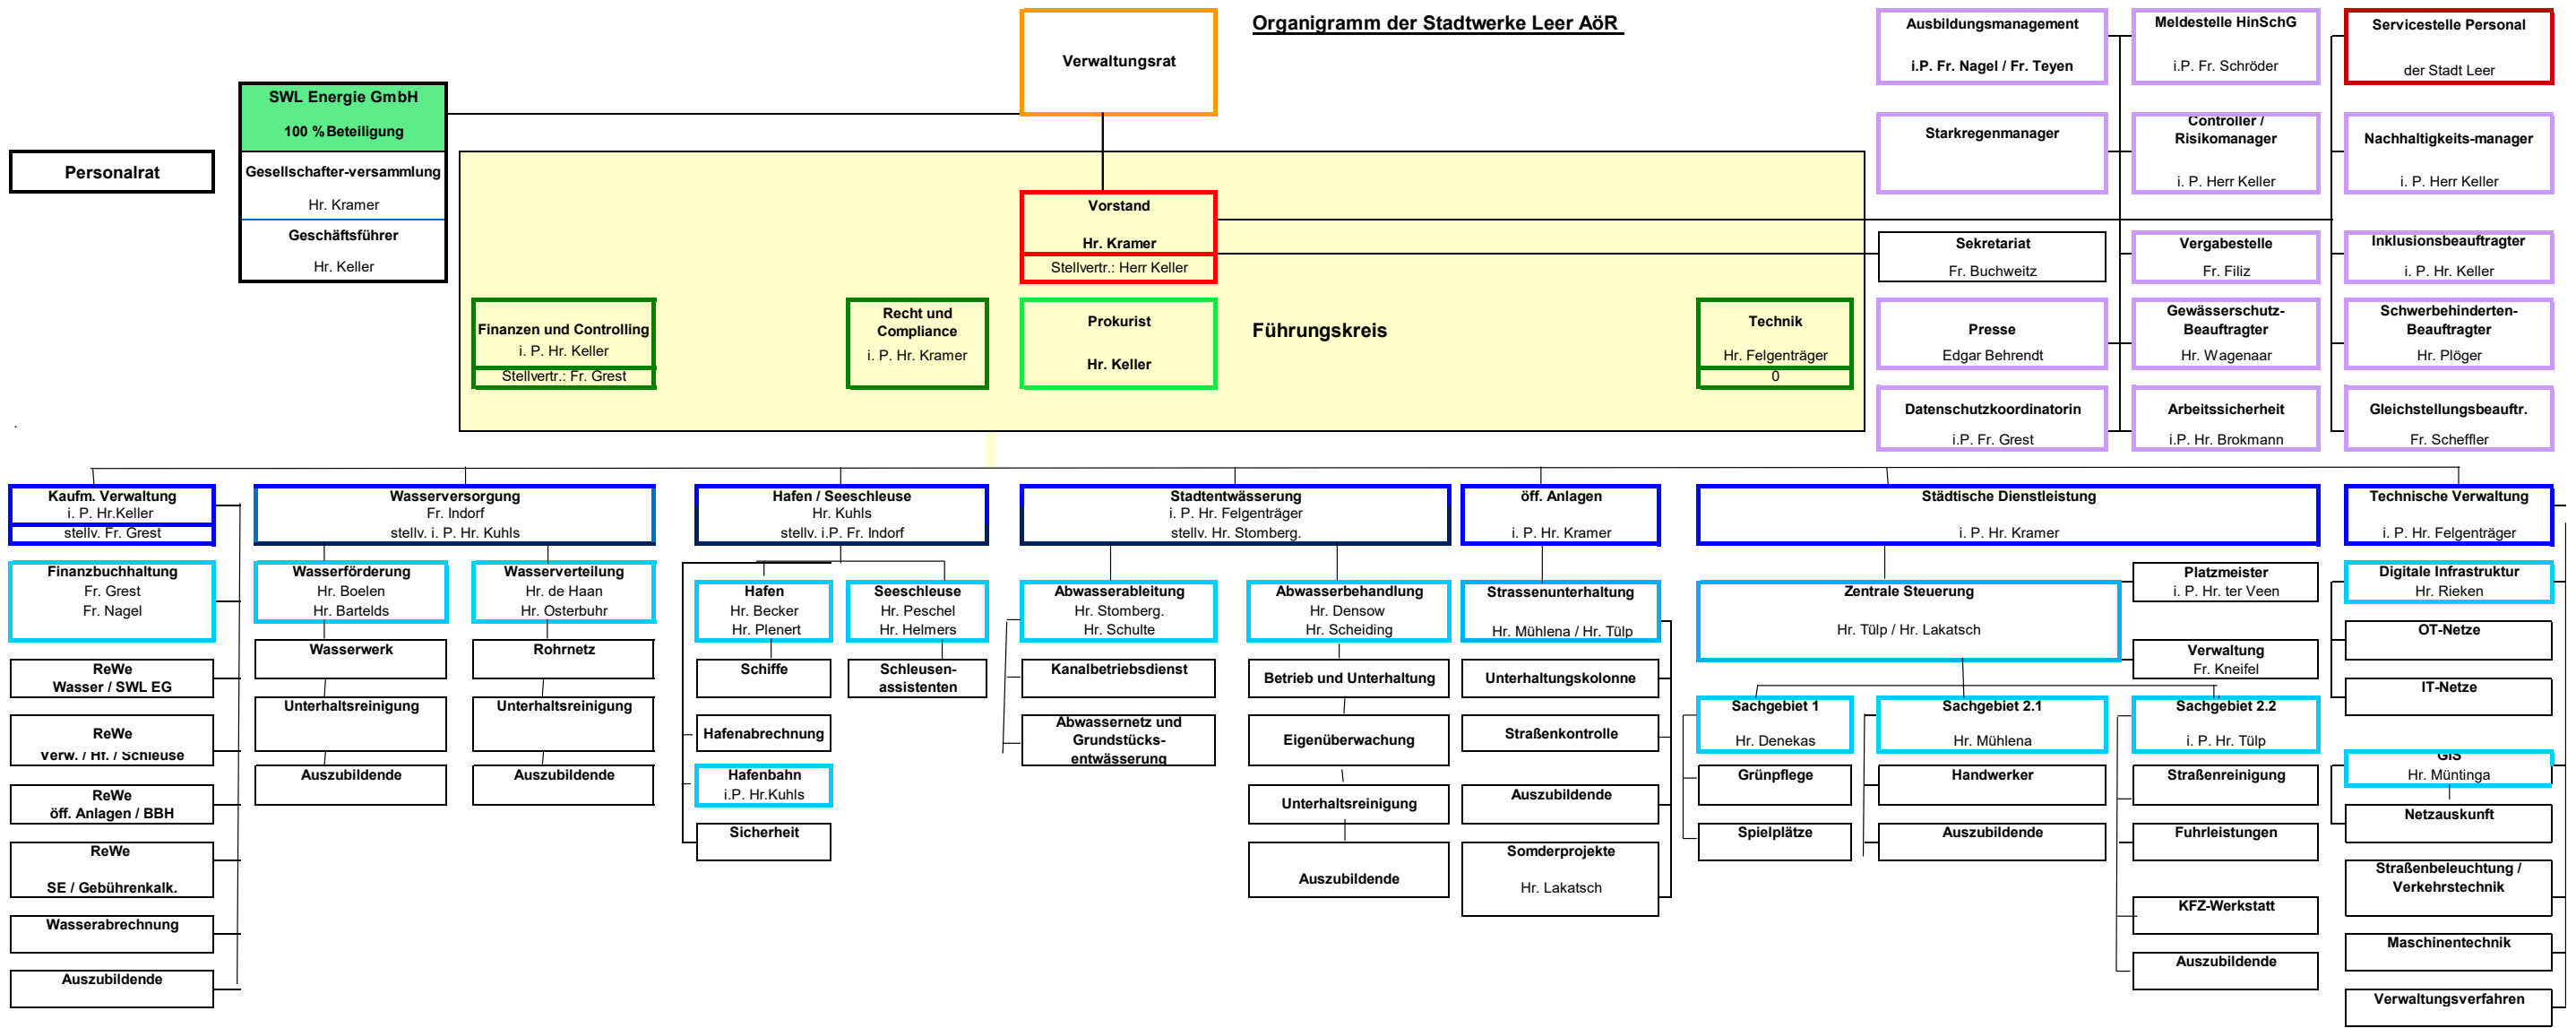 Organigramm der Stadtwerke Leer AöR
Verwaltungsrat
SWL Energie GmbH
100 %Beteiligung
Gesellschafter-versammlung
Hr. Kramer
Geschäftsführer
Hr. Keller
Personalrat
Vorstand
Hr. Kramer
Stellvertr.: Herr Keller
Finanzen und Controlling
i. P. Hr. Keller
Stellvertr.: Fr. Grest
Recht und
Compliance
i. P. Hr. Kramer
Prokurist
Hr. Keller
Führungskreis
Technik
Hr. Felgenträger
0
Ausbildungsmanagement
i.P. Fr. Nagel / Fr. Teyen
Meldestelle HinSchG
i.P. Fr. Schröder
Servicestelle Personal
der Stadt Leer
Starkregenmanager
Controller /
Risikomanager
i. P. Herr Keller
Nachhaltigkeits-manager
i. P. Herr Keller
Sekretariat
Fr. Buchweitz
Vergabestelle
Fr. Filiz
Inklusionsbeauftragter
i. P. Hr. Keller
Presse
Edgar Behrendt
Gewässerschutz-
Beauftragter
Hr. Wagenaar
Schwerbehinderten-
Beauftragter
Hr. Plöger
Datenschutzkoordinatorin
i.P. Fr. Grest
Arbeitssicherheit
i.P. Hr. Brokmann
Gleichstellungsbeauftr.
Fr. Scheffler
.
Kaufm. Verwaltung
i. P. Hr.Keller
stellv. Fr. Grest
Finanzbuchhaltung
Fr. Grest
Fr. Nagel
ReWe
Wasser / SWL EG
ReWe
Verw. / Hf. / Schleuse
ReWe
öff. Anlagen / BBH
ReWe
SE / Gebührenkalk.
Wasserabrechnung
Auszubildende
Wasserversorgung
Fr. Indorf
stellv. i. P. Hr. Kuhls
Wasserförderung
Hr. Boelen
Hr. Bartelds
Wasserwerk
Unterhaltsreinigung
Auszubildende
Wasserverteilung
Hr. de Haan
Hr. Osterbuhr
Rohrnetz
Unterhaltsreinigung
Auszubildende
Hafen / Seeschleuse
Hr. Kuhls
stellv. i.P. Fr. Indorf
Hafen
Hr. Becker
Hr. Plenert
Schiffe
Hafenabrechnung
Hafenbahn
i.P. Hr.Kuhls
Sicherheit
Seeschleuse
Hr. Peschel
Hr. Helmers
Schleusen-
assistenten
Stadtentwässerung
i. P. Hr. Felgenträger
stellv. Hr. Stomberg.
Abwasserableitung
Hr. Stomberg.
Hr. Schulte
Kanalbetriebsdienst
Abwassernetz und
Grundstücks-
entwässerung
Abwasserbehandlung
Hr. Densow
Hr. Scheiding
Betrieb und Unterhaltung
Eigenüberwachung
Unterhaltsreinigung
Auszubildende
öff. Anlagen
i. P. Hr. Kramer
Strassenunterhaltung
Hr. Mühlena / Hr. Tülp
Unterhaltungskolonne
Straßenkontrolle
Auszubildende
Somderprojekte
Hr. Lakatsch
Städtische Dienstleistung
i. P. Hr. Kramer
Zentrale Steuerung
Hr. Tülp / Hr. Lakatsch
Platzmeister
i. P. Hr. ter Veen
Verwaltung
Fr. Kneifel
Sachgebiet 1
Hr. Denekas
Grünpflege
Spielplätze
Sachgebiet 2.1
Hr. Mühlena
Handwerker
Auszubildende
Sachgebiet 2.2
i. P. Hr. Tülp
Straßenreinigung
Fuhrleistungen
KFZ-Werkstatt
Auszubildende
Technische Verwaltung
i. P. Hr. Felgenträger
Digitale Infrastruktur
Hr. Rieken
OT-Netze
IT-Netze
GIS
Hr. Müntinga
Netzauskunft
Straßenbeleuchtung /
Verkehrstechnik
Maschinentechnik
Verwaltungsverfahren